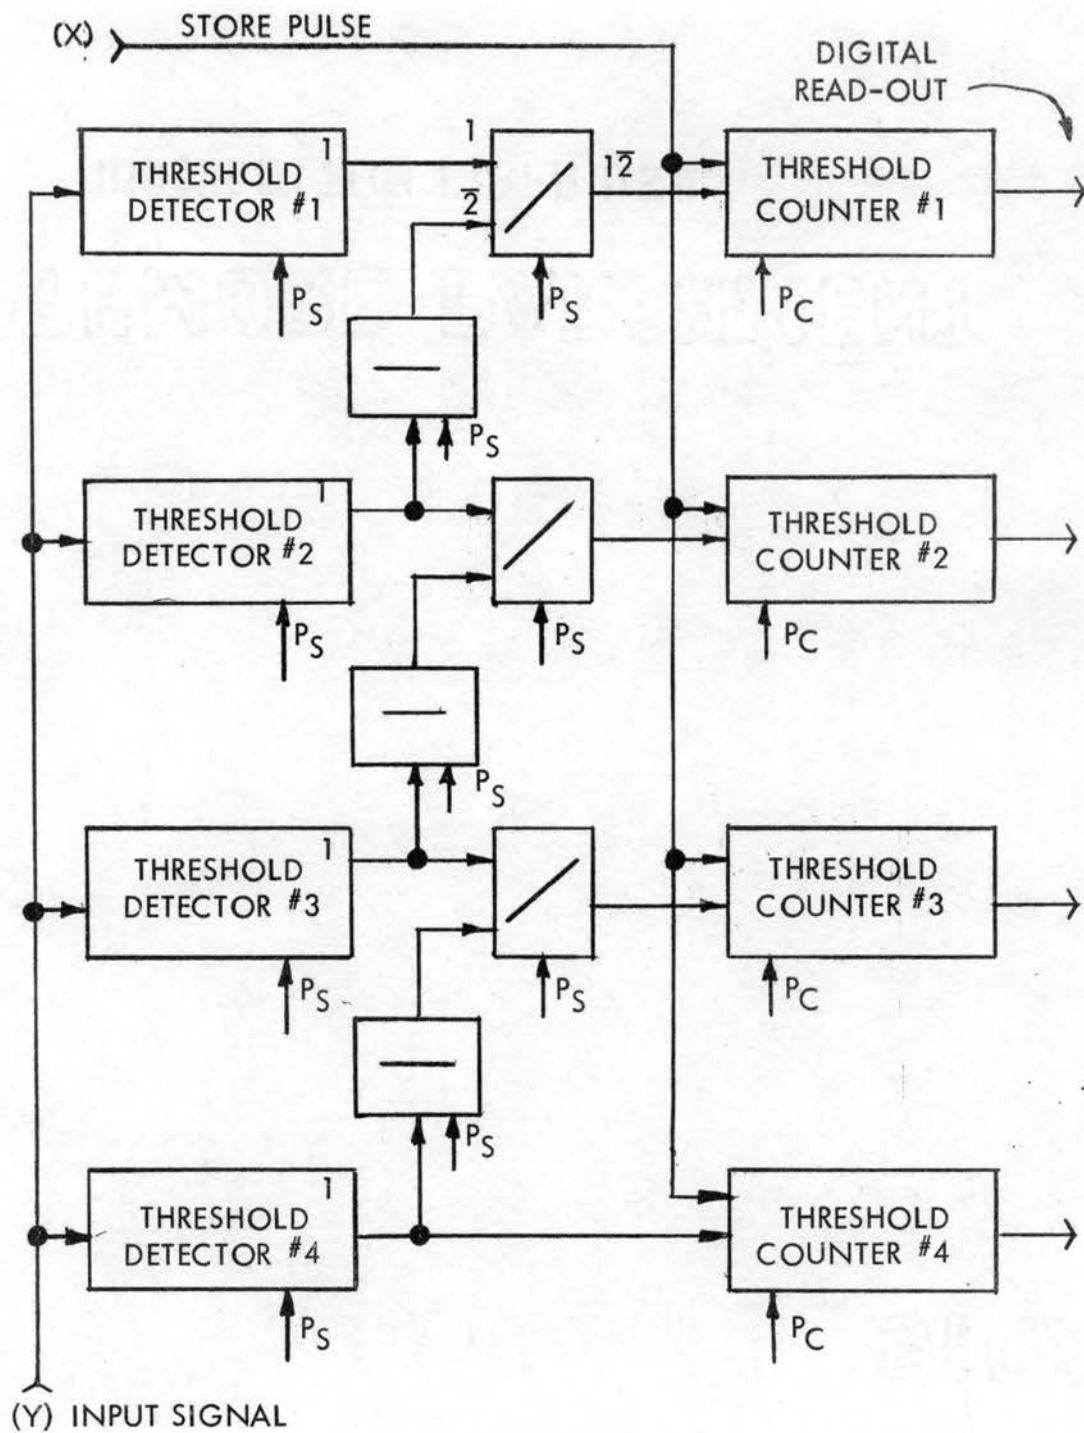 (X) STORE PULSE
DIGITAL
READ-OUT
THRESHOLD
DETECTOR #1
1
1
2̅
12̅
THRESHOLD
COUNTER #1
PS
PS
PC
PS
THRESHOLD
DETECTOR #2
1
THRESHOLD
COUNTER #2
PS
PS
PC
PS
THRESHOLD
DETECTOR #3
1
THRESHOLD
COUNTER #3
PS
PS
PC
PS
THRESHOLD
DETECTOR #4
1
THRESHOLD
COUNTER #4
PS
PC
(Y) INPUT SIGNAL